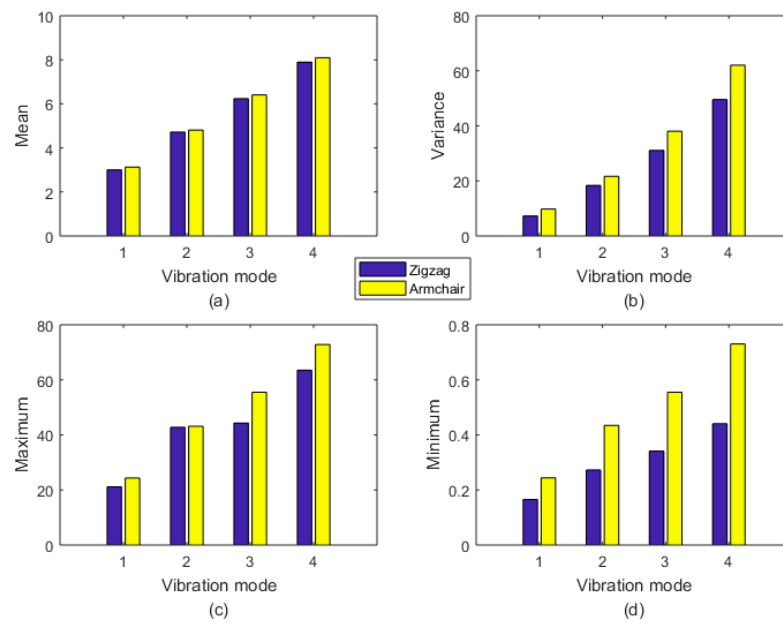 10
8
6
4
2
0
Mean
1 2 3 4
Vibration mode
(a)
80
60
40
20
0
Variance
1 2 3 4
Vibration mode
(b)
Zigzag
Armchair
80
60
40
20
0
Maximum
1 2 3 4
Vibration mode
(c)
0.8
0.6
0.4
0.2
0
Minimum
1 2 3 4
Vibration mode
(d)